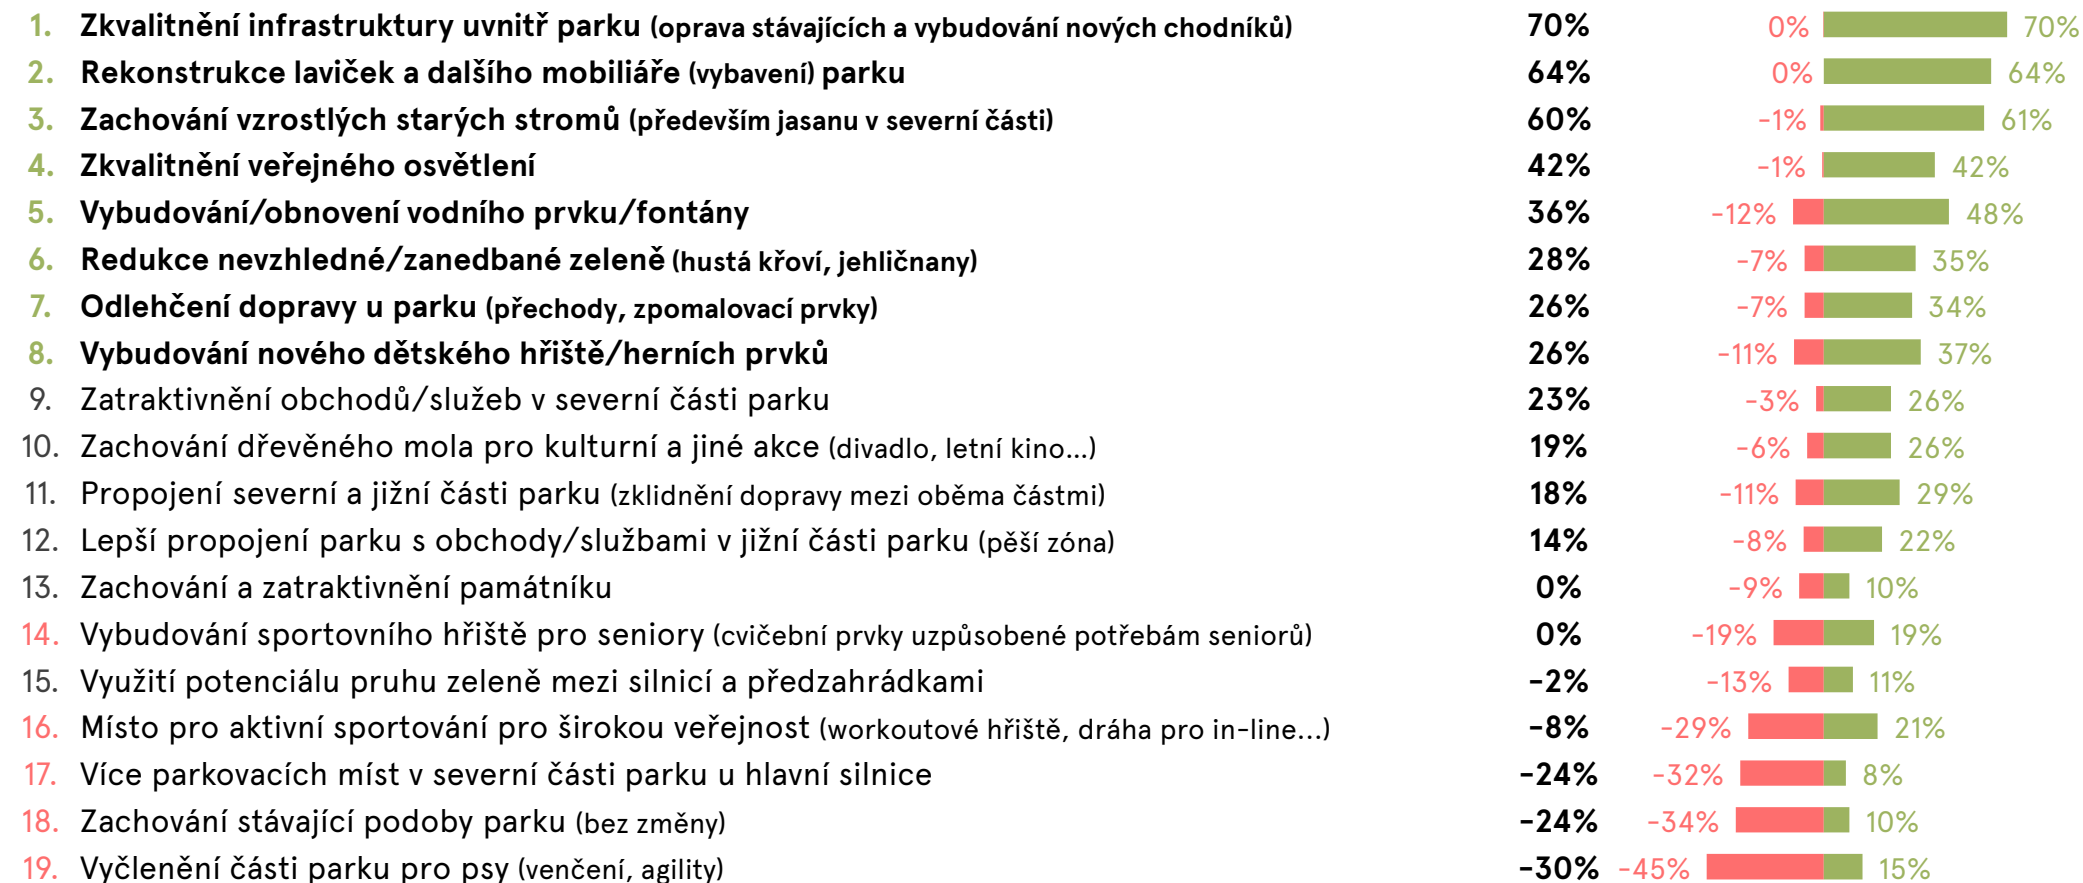 1. Zkvalitnění infrastruktury uvnitř parku (oprava stávajících a vybudování nových chodníků) 70% 0% 70%
2. Rekonstrukce laviček a dalšího mobiliáře (vybavení) parku 64% 0% 64%
3. Zachování vzrostlých starých stromů (především jasanu v severní části) 60% -1% 61%
4. Zkvalitnění veřejného osvětlení 42% -1% 42%
5. Vybudování/obnovení vodního prvku/fontány 36% -12% 48%
6. Redukce nevzhledné/zanedbané zeleně (hustá křoví, jehličnany) 28% -7% 35%
7. Odlehčení dopravy u parku (přechody, zpomalovací prvky) 26% -7% 34%
8. Vybudování nového dětského hřiště/herních prvků 26% -11% 37%
9. Zatraktivnění obchodů/služeb v severní části parku 23% -3% 26%
10. Zachování dřevěného mola pro kulturní a jiné akce (divadlo, letní kino...) 19% -6% 26%
11. Propojení severní a jižní části parku (zklidnění dopravy mezi oběma částmi) 18% -11% 29%
12. Lepší propojení parku s obchody/službami v jižní části parku (pěší zóna) 14% -8% 22%
13. Zachování a zatraktivnění památníku 0% -9% 10%
14. Vybudování sportovního hřiště pro seniory (cvičební prvky uzpůsobené potřebám seniorů) 0% -19% 19%
15. Využití potenciálu pruhu zeleně mezi silnicí a předzahrádkami -2% -13% 11%
16. Místo pro aktivní sportování pro širokou veřejnost (workoutové hřiště, dráha pro in-line...) -8% -29% 21%
17. Více parkovacích míst v severní části parku u hlavní silnice -24% -32% 8%
18. Zachování stávající podoby parku (bez změny) -24% -34% 10%
19. Vyčlenění části parku pro psy (venčení, agility) -30% -45% 15%